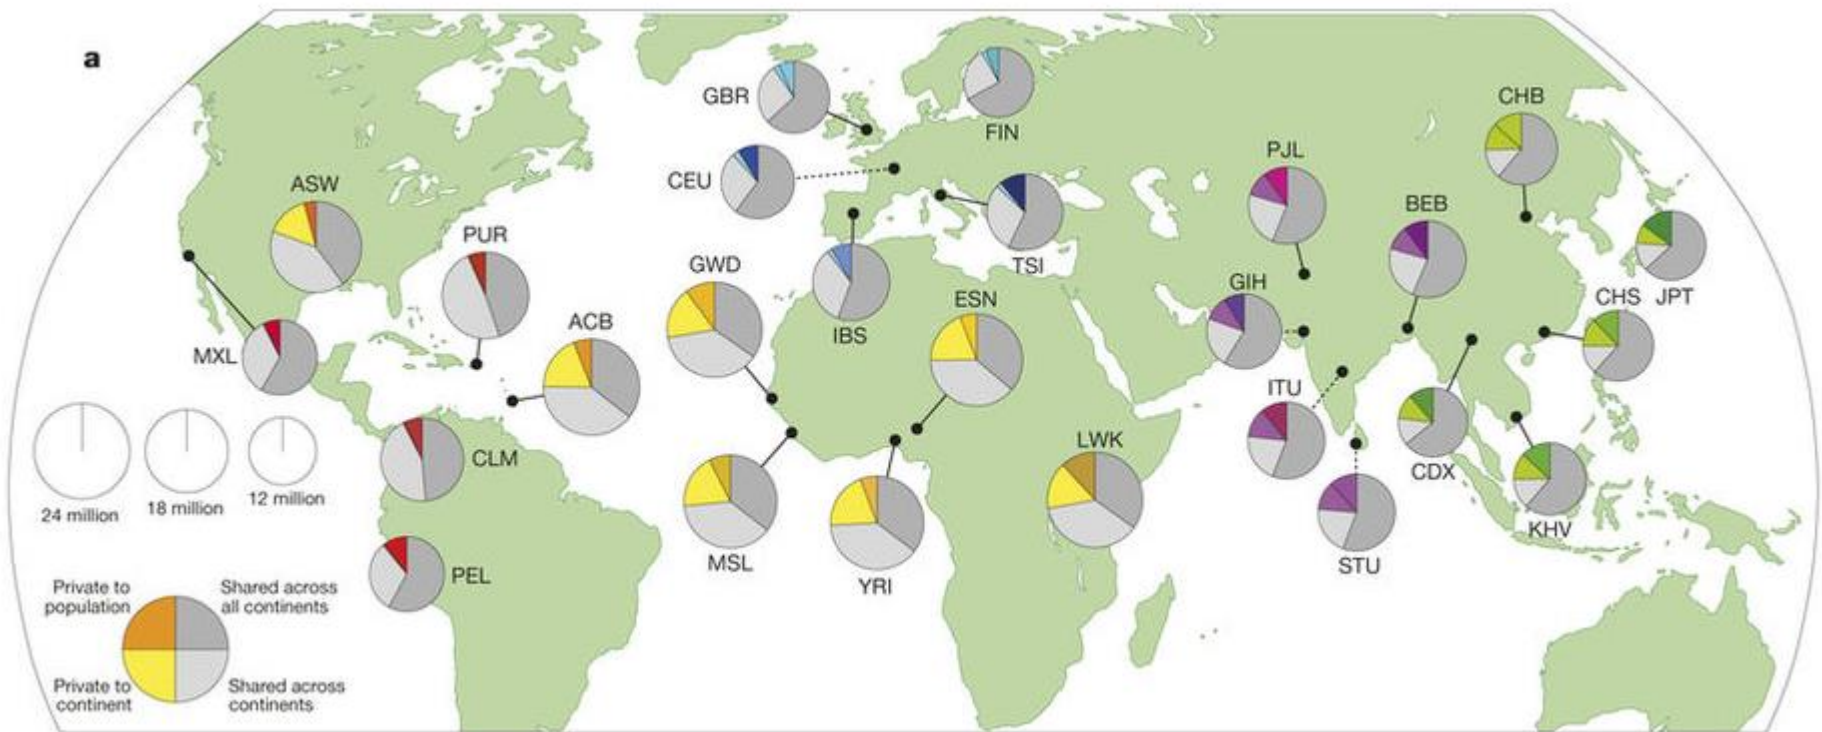 a
GBR
FIN
CHB
CEU
PJL
ASW
BEB
PUR
GWD
TSI
ESN
GIH
CHS
JPT
ACB
IBS
MXL
ITU
LWK
CLM
CDX
24 million
18 million
12 million
KHV
MSL
STU
PEL
YRI
Private to
population
Shared across
all continents
Private to
continent
Shared across
continents